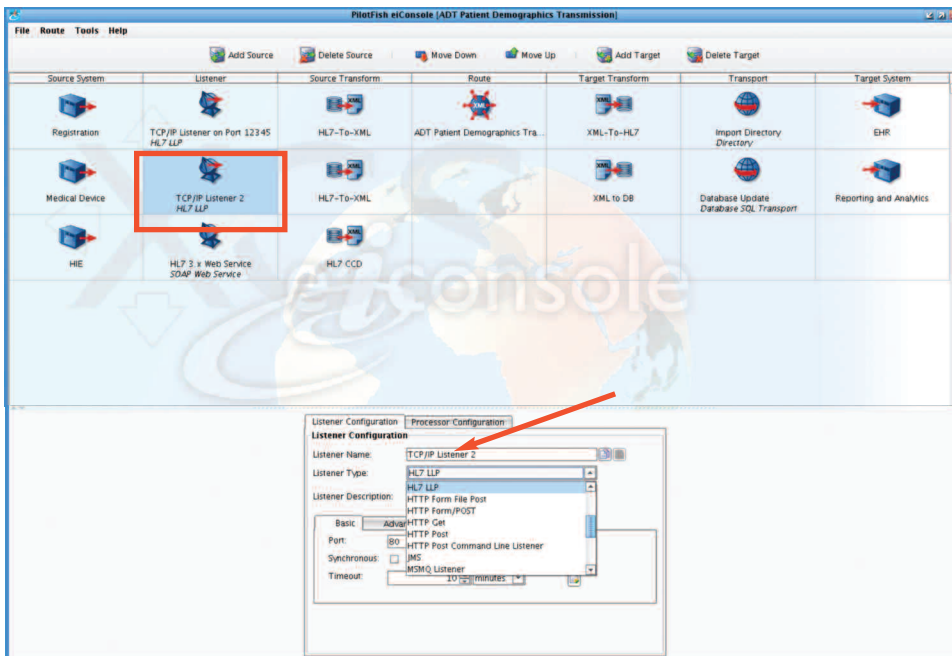 PilotFish eiConsole [ADT Patient Demographics Transmission]
File Route Tools Help
Add Source Delete Source Move Down Move Up Add Target Delete Target
Source System Listener Source Transform Route Target Transform Transport Target System
Registration TCP/IP Listener on Port 12345 HL7-To-XML ADT Patient Demographics Tra... XML-To-HL7 Import Directory EHR
HL7 LLP Directory
Medical Device TCP/IP Listener 2 HL7-To-XML XML to DB Database Update Reporting and Analytics
HL7 LLP Database SQL Transport
HIE HL7 3.x Web Service HL7 CCD
SOAP Web Service
eiconsole
Listener Configuration Processor Configuration
Listener Configuration
Listener Name: TCP/IP Listener 2
Listener Type: HL7 LLP
HL7 LLP
Listener Description: HTTP Form File Post
HTTP Form/POST
Basic Advan HTTP Get
HTTP Post
Port: 80 HTTP Post Command Line Listener
Synchronous: JMS
MSMQ Listener
Timeout: 10 minutes